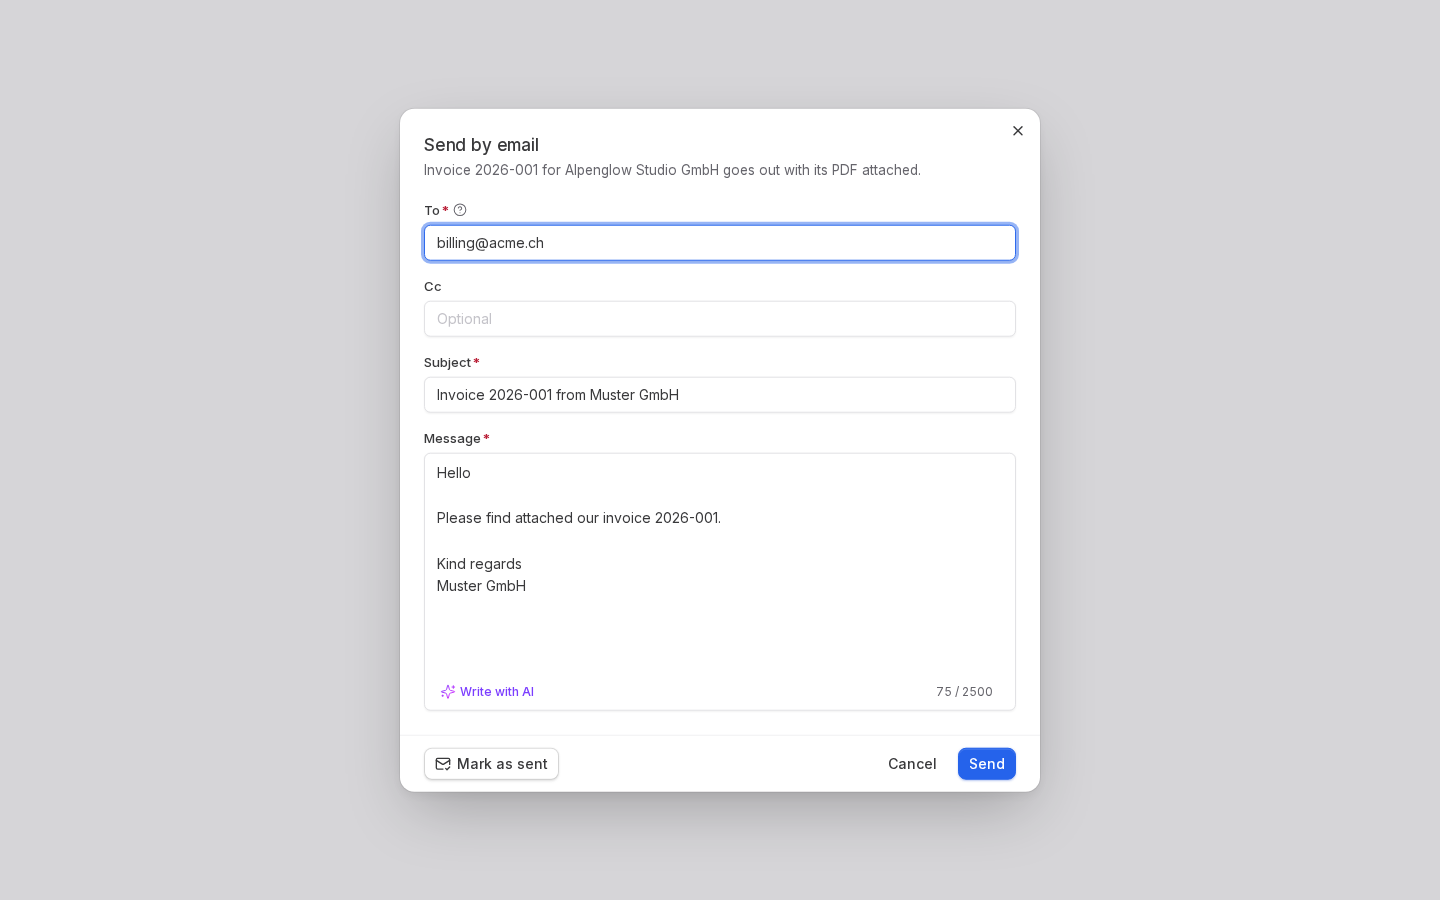 Send by email
Invoice 2026-001 for Alpenglow Studio GmbH goes out with its PDF attached.
To *
billing@acme.ch
Cc
Optional
Subject *
Invoice 2026-001 from Muster GmbH
Message *
Hello
Please find attached our invoice 2026-001.
Kind regards
Muster GmbH
Write with AI
75 / 2500
Mark as sent
Cancel
Send